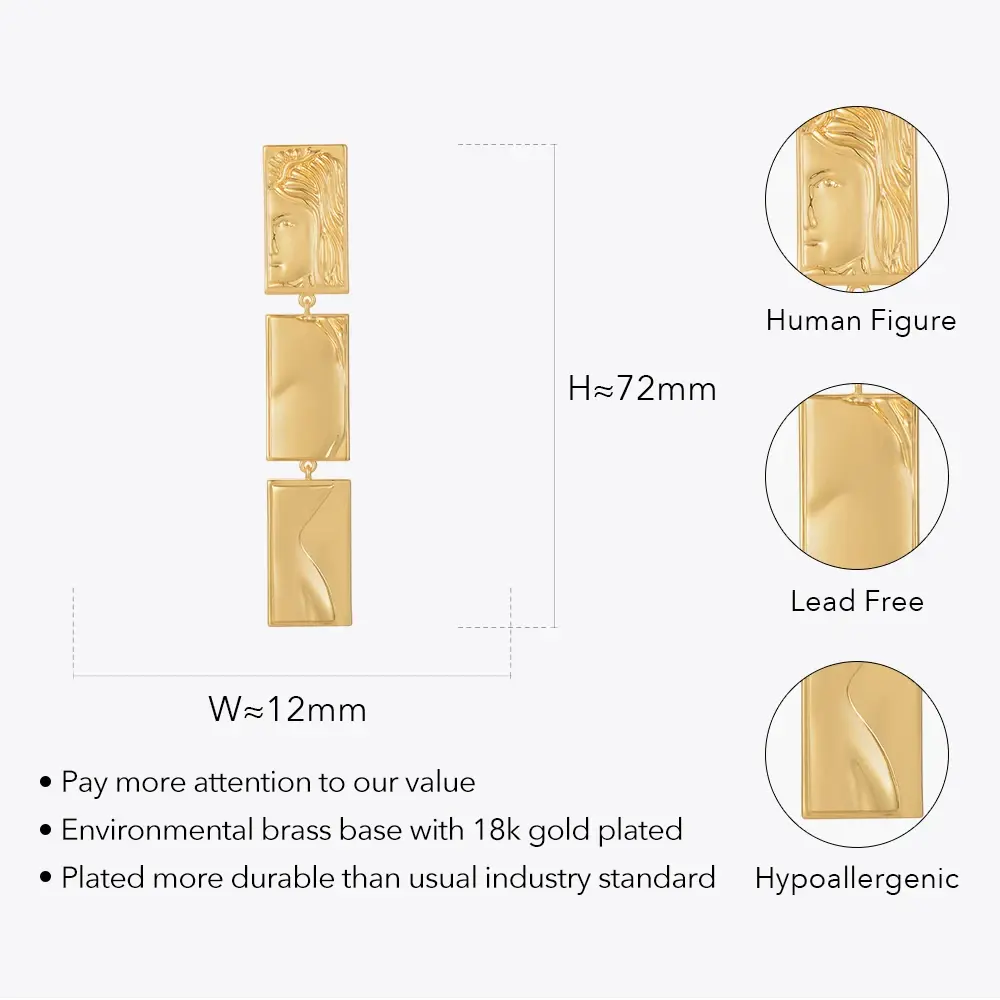 Human Figure
H≈72mm
Lead Free
W≈12mm
• Pay more attention to our value
• Environmental brass base with 18k gold plated
• Plated more durable than usual industry standard
Hypoallergenic